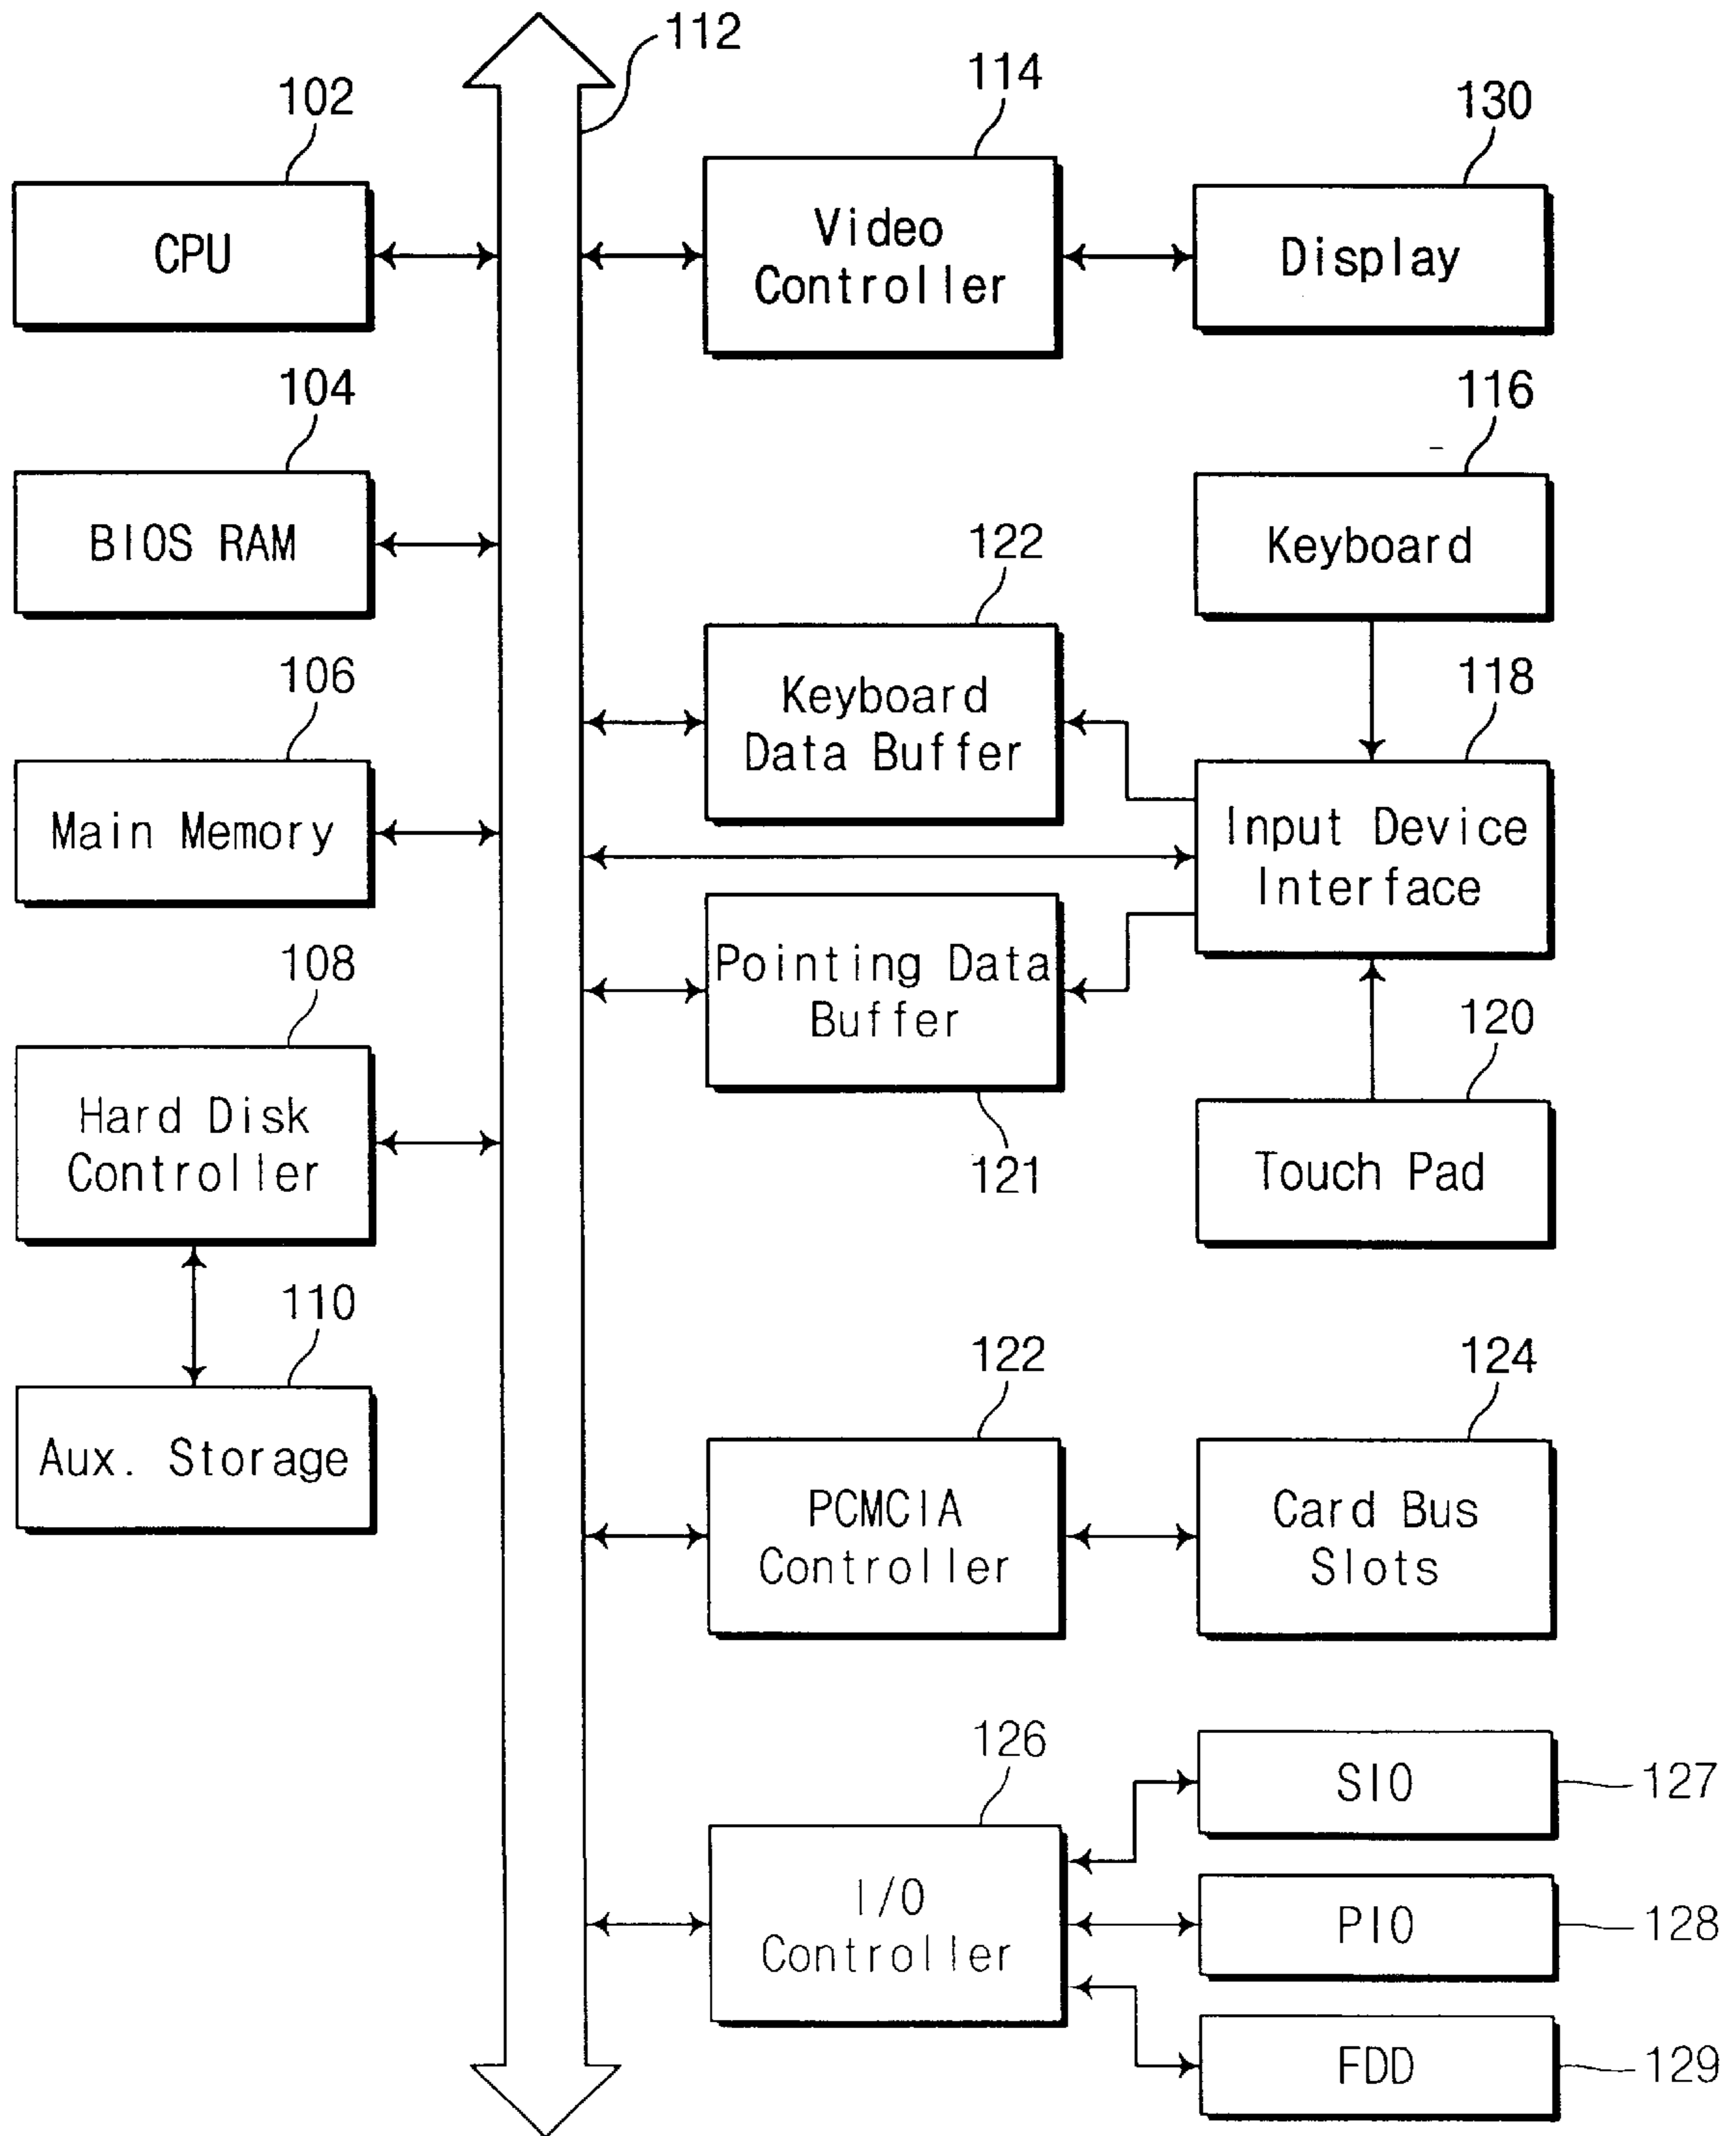 112
102
CPU
114
Video
Controller
130
Display
104
BIOS RAM
116
Keyboard
122
Keyboard
Data Buffer
106
Main Memory
118
Input Device
Interface
Pointing Data
Buffer
121
108
Hard Disk
Controller
120
Touch Pad
110
Aux. Storage
122
PCMCIA
Controller
124
Card Bus
Slots
126
I/O
Controller
SIO
127
PIO
128
FDD
129